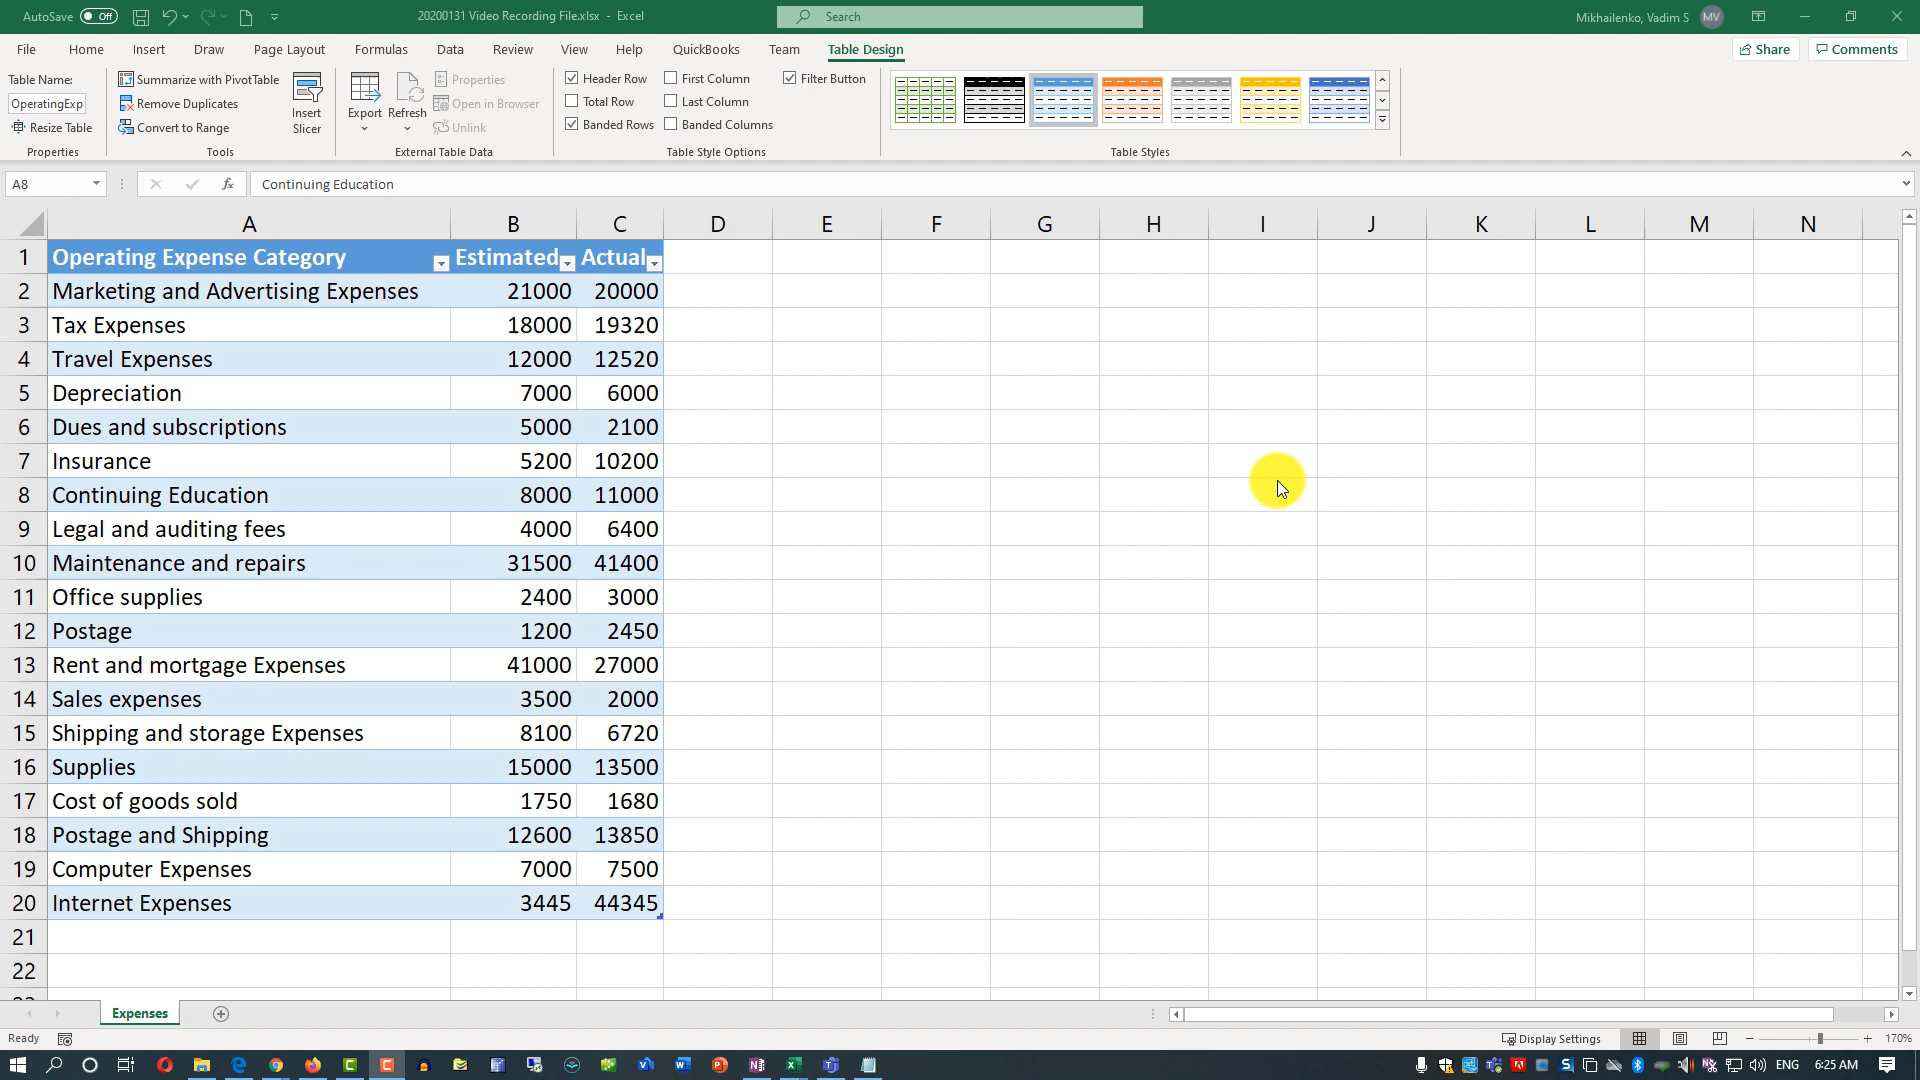 AutoSave Off 20200131 Video Recording File.xlsx - Excel Search Mikhailenko, Vadim S MV
File Home Insert Draw Page Layout Formulas Data Review View Help QuickBooks Team Table Design Share Comments
Table Name: Summarize with PivotTable Properties Header Row First Column Filter Button
OperatingExp Remove Duplicates Insert Slicer Export Refresh Open in Browser Total Row Last Column
Resize Table Convert to Range Unlink Banded Rows Banded Columns
Properties Tools External Table Data Table Style Options Table Styles
A8 fx Continuing Education
A B C D E F G H I J K L M N
1 Operating Expense Category Estimated Actual
2 Marketing and Advertising Expenses 21000 20000
3 Tax Expenses 18000 19320
4 Travel Expenses 12000 12520
5 Depreciation 7000 6000
6 Dues and subscriptions 5000 2100
7 Insurance 5200 10200
8 Continuing Education 8000 11000
9 Legal and auditing fees 4000 6400
10 Maintenance and repairs 31500 41400
11 Office supplies 2400 3000
12 Postage 1200 2450
13 Rent and mortgage Expenses 41000 27000
14 Sales expenses 3500 2000
15 Shipping and storage Expenses 8100 6720
16 Supplies 15000 13500
17 Cost of goods sold 1750 1680
18 Postage and Shipping 12600 13850
19 Computer Expenses 7000 7500
20 Internet Expenses 3445 44345
21
22
Expenses
Ready Display Settings 170%
ENG 6:25 AM